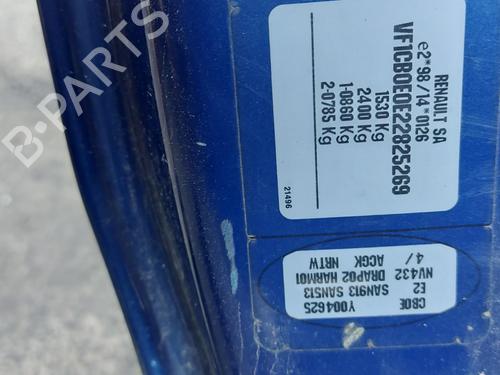 RENAULT SA
e2*98 /14* 0126
VF1CB0E0E22825269
1530 Kg
2400 Kg
1-0860 Kg
2-0785 Kg
21496
CB0E Y004625
E2 SAN913 SAN513
NV432 DRAP02 HARM01
4/ ACGK NRTW
B-PARTS